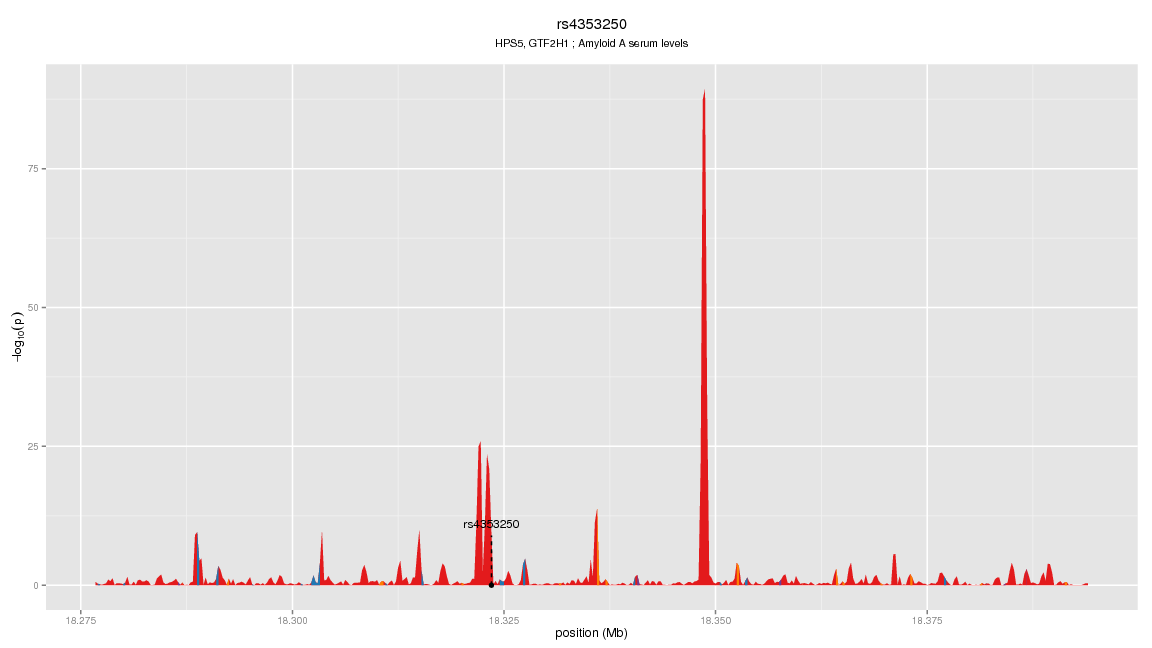 rs4353250
HPS5, GTF2H1 ; Amyloid A serum levels
75
50
25
0
−log10(p)
rs4353250
18.275
18.300
18.325
18.350
18.375
position (Mb)